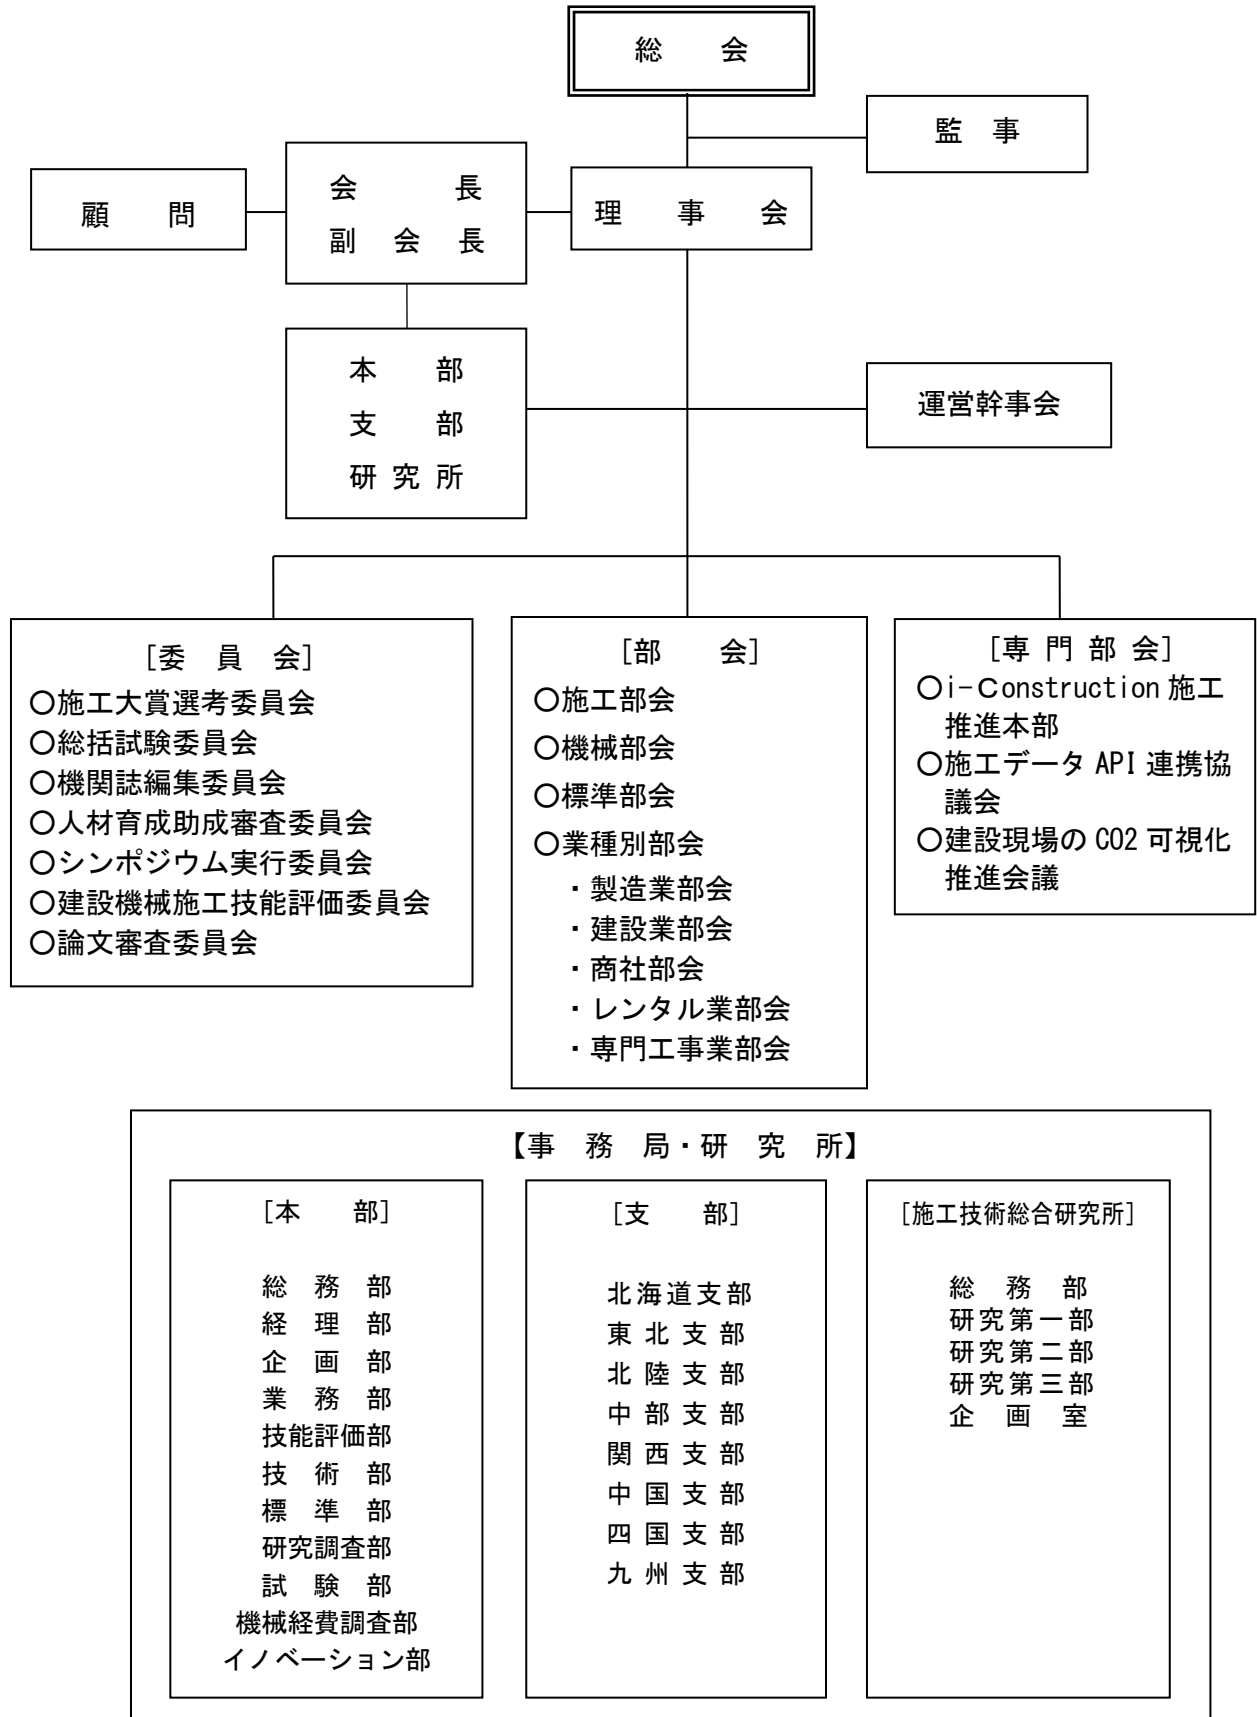 総　会
監　事
会　長
副　会　長
顧　問
理　事　会
本　部
支　部
研 究 所
運営幹事会
［委　員　会］
○施工大賞選考委員会
○総括試験委員会
○機関誌編集委員会
○人材育成助成審査委員会
○シンポジウム実行委員会
○建設機械施工技能評価委員会
○論文審査委員会
［部　会］
○施工部会
○機械部会
○標準部会
○業種別部会
・製造業部会
・建設業部会
・商社部会
・レンタル業部会
・専門工事業部会
［専 門 部 会］
○i-Construction 施工
推進本部
○施工データ API 連携協
議会
○建設現場の CO2 可視化
推進会議
【事　務　局・研　究　所】
［本　部］
総　務　部
経　理　部
企　画　部
業　務　部
技能評価部
技　術　部
標　準　部
研究調査部
試　験　部
機械経費調査部
イノベーション部
［支　部］
北海道支部
東 北 支 部
北 陸 支 部
中 部 支 部
関 西 支 部
中 国 支 部
四 国 支 部
九 州 支 部
［施工技術総合研究所］
総　務　部
研究第一部
研究第二部
研究第三部
企　画　室